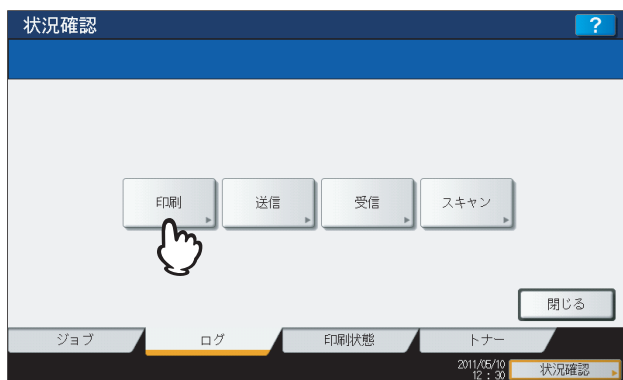 状況確認 ?
印刷 送信 受信 スキャン
閉じる
ジョブ ログ 印刷状態 トナー
2011/05/10
12 : 30
状況確認